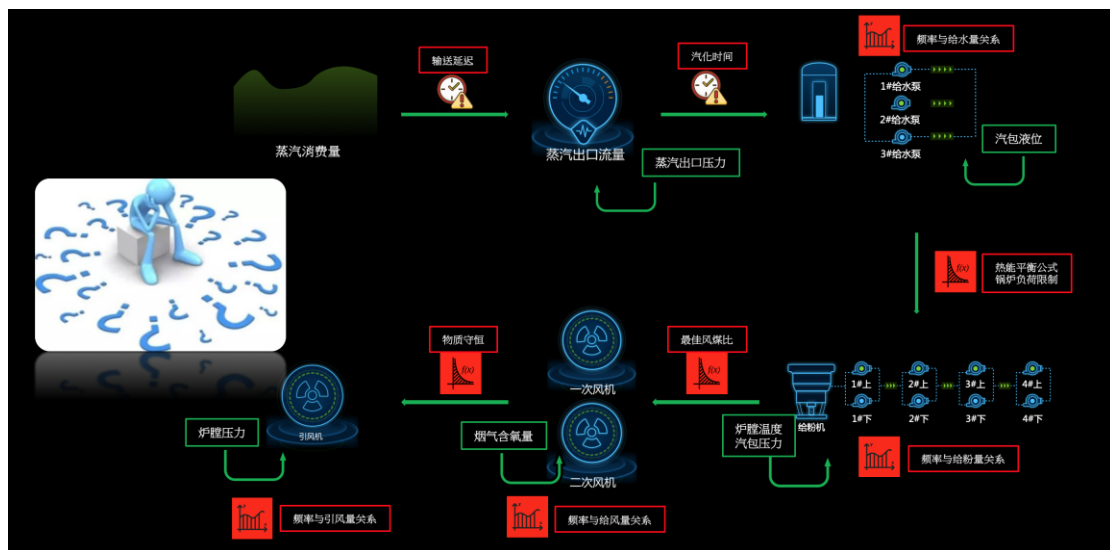 输送延迟
汽化时间
频率与给水量关系
1#给水泵
2#给水泵
3#给水泵
汽包液位
蒸汽消费量
蒸汽出口流量
蒸汽出口压力
f(x)
热能平衡公式
锅炉负荷限制
物质守恒
f(x)
最佳风煤比
f(x)
一次风机
1#上
2#上
3#上
4#上
给粉机
1#下
2#下
3#下
4#下
炉膛压力
引风机
烟气含氧量
炉膛温度
汽包压力
二次风机
频率与给粉量关系
频率与引风量关系
频率与给风量关系